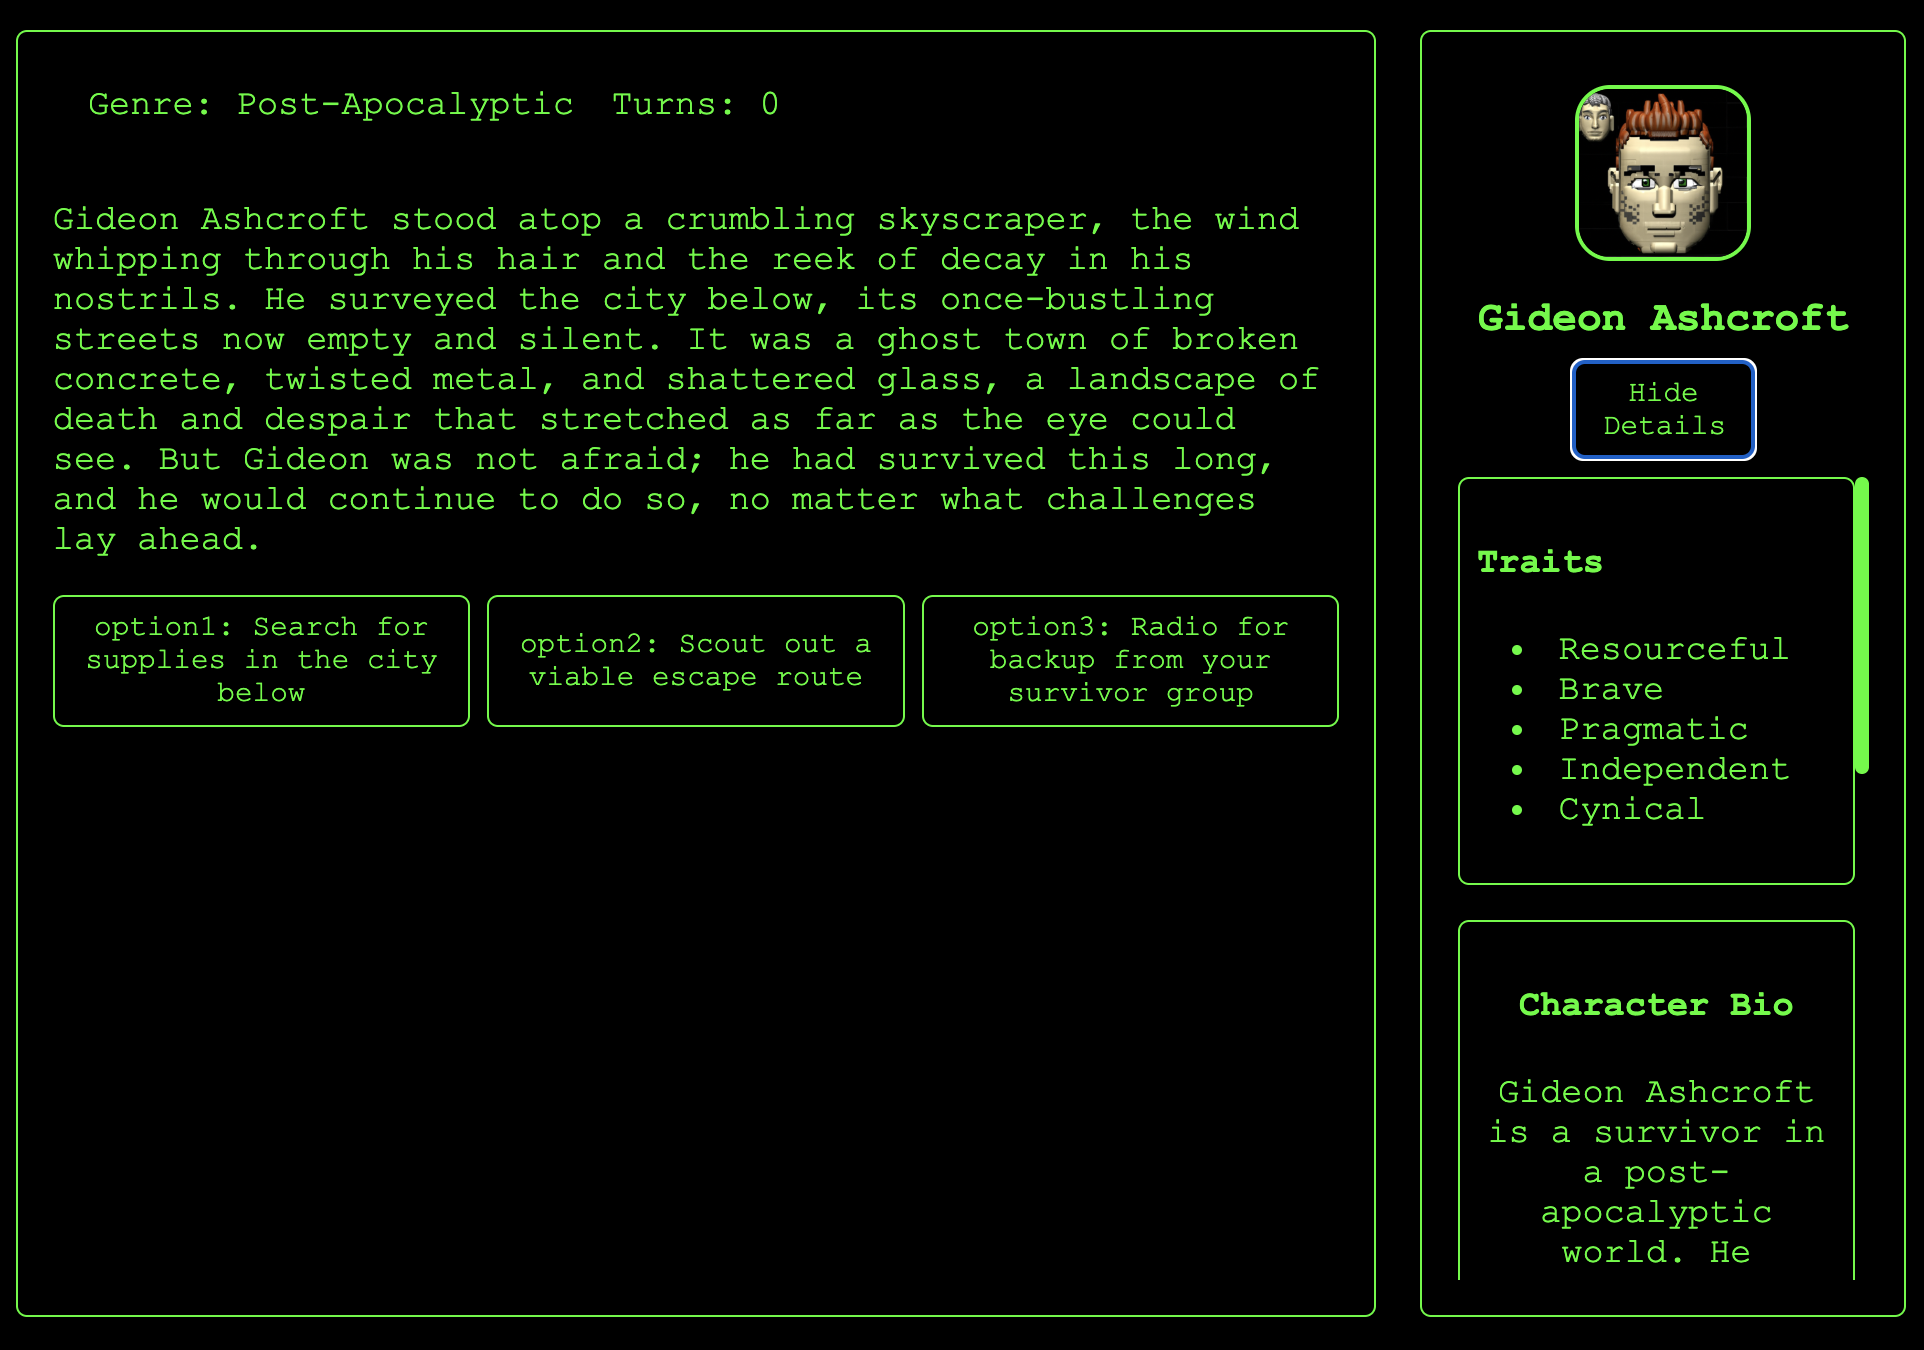 Genre: Post-Apocalyptic  Turns: 0
Gideon Ashcroft stood atop a crumbling skyscraper, the wind
whipping through his hair and the reek of decay in his
nostrils. He surveyed the city below, its once-bustling
streets now empty and silent. It was a ghost town of broken
concrete, twisted metal, and shattered glass, a landscape of
death and despair that stretched as far as the eye could
see. But Gideon was not afraid; he had survived this long,
and he would continue to do so, no matter what challenges
lay ahead.
option1: Search for
supplies in the city
below
option2: Scout out a
viable escape route
option3: Radio for
backup from your
survivor group
Gideon Ashcroft
Hide
Details
Traits
• Resourceful
• Brave
• Pragmatic
• Independent
• Cynical
Character Bio
Gideon Ashcroft
is a survivor in
a post-
apocalyptic
world. He